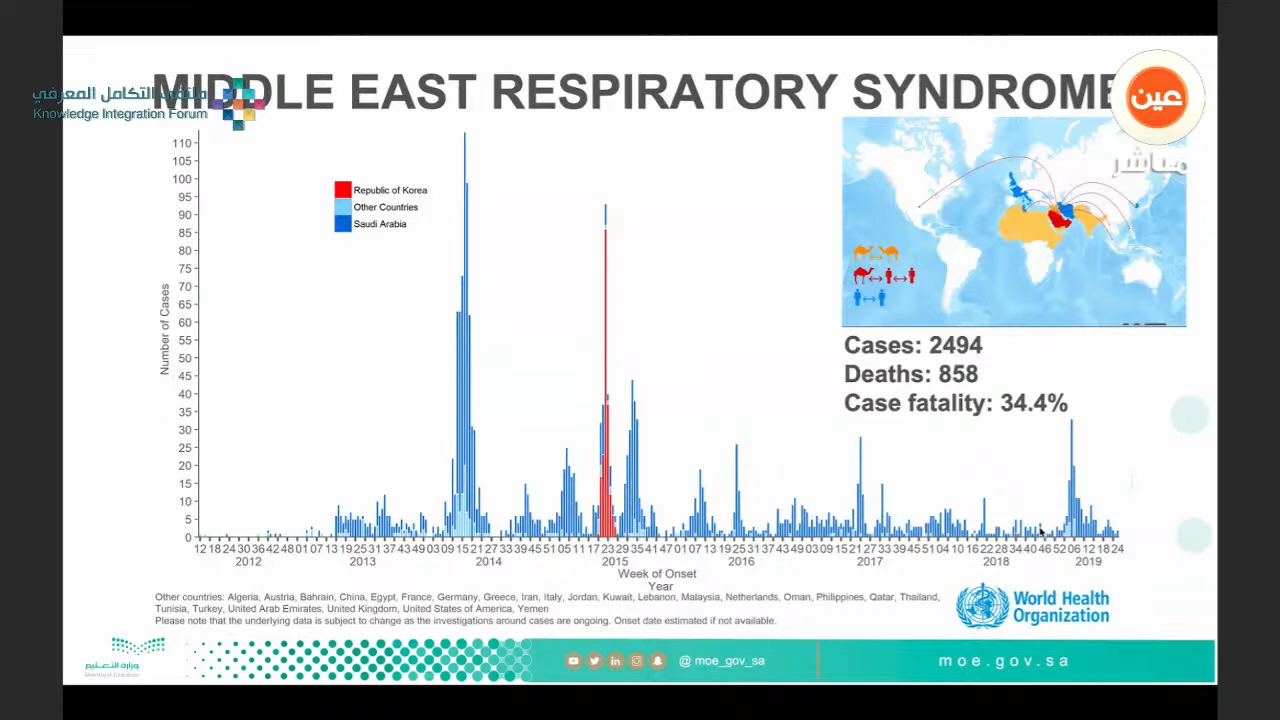 MIDDLE EAST RESPIRATORY SYNDROME
ملتقى التكامل المعرفي
Knowledge Integration Forum
عين
مباشر
Number of Cases
110
105
100
95
90
85
80
75
70
65
60
55
50
45
40
35
30
25
20
15
10
5
0
Republic of Korea
Other Countries
Saudi Arabia
Cases: 2494
Deaths: 858
Case fatality: 34.4%
12 18 24 30 36 42 48 01 07 13 19 25 31 37 43 49 03 09 15 21 27 33 39 45 51 05 11 17 23 29 35 41 47 01 07 13 19 25 31 37 43 49 03 09 15 21 27 33 39 45 51 04 10 16 22 28 34 40 46 52 06 12 18 24
2012 2013 2014 2015 2016 2017 2018 2019
Week of Onset
Year
Other countries: Algeria, Austria, Bahrain, China, Egypt, France, Germany, Greece, Iran, Italy, Jordan, Kuwait, Lebanon, Malaysia, Netherlands, Oman, Philippines, Qatar, Thailand,
Tunisia, Turkey, United Arab Emirates, United Kingdom, United States of America, Yemen
Please note that the underlying data is subject to change as the investigations around cases are ongoing. Onset date estimated if not available.
World Health
Organization
وزارة التعليم
Ministry of Education
@ moe_gov_sa
moe.gov.sa